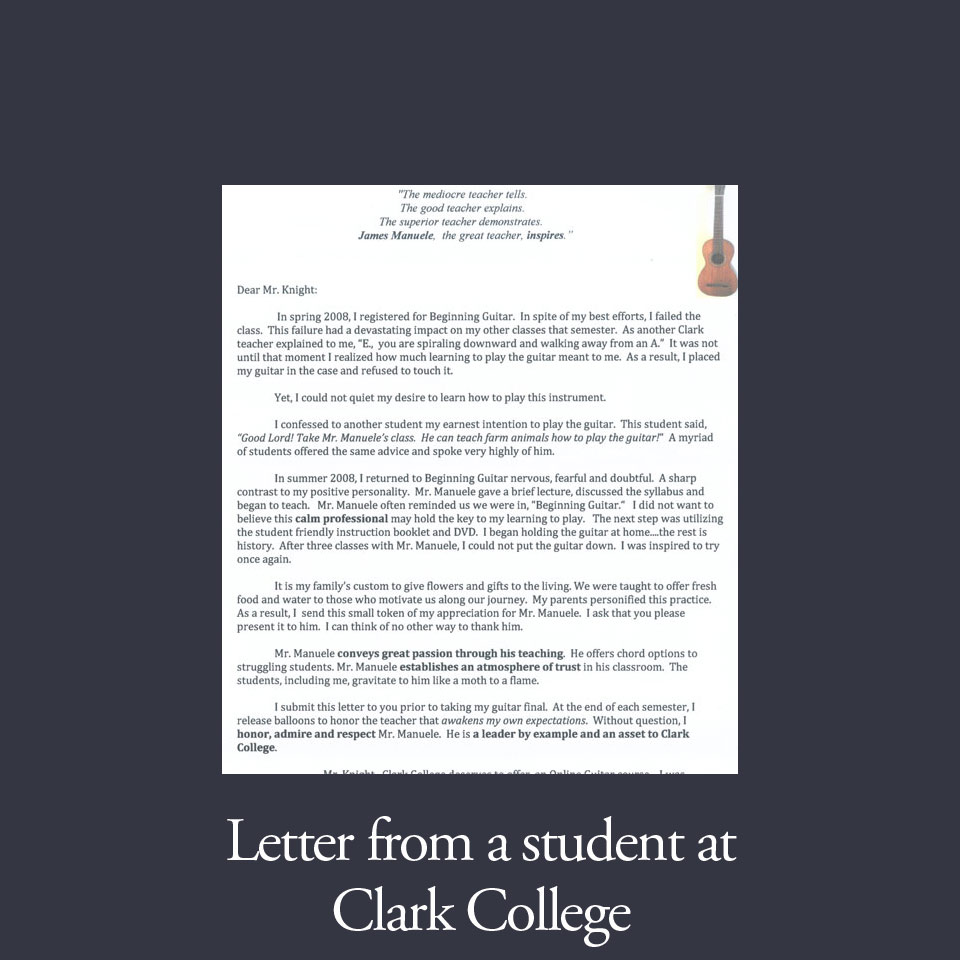 "The mediocre teacher tells.
The good teacher explains.
The superior teacher demonstrates.
James Manuele, the great teacher, inspires."
Dear Mr. Knight:
In spring 2008, I registered for Beginning Guitar. In spite of my best efforts, I failed the
class. This failure had a devastating impact on my other classes that semester. As another Clark
teacher explained to me, "E., you are spiraling downward and walking away from an A." It was not
until that moment I realized how much learning to play the guitar meant to me. As a result, I placed
my guitar in the case and refused to touch it.
Yet, I could not quiet my desire to learn how to play this instrument.
I confessed to another student my earnest intention to play the guitar. This student said,
"Good Lord! Take Mr. Manuele's class. He can teach farm animals how to play the guitar!" A myriad
of students offered the same advice and spoke very highly of him.
In summer 2008, I returned to Beginning Guitar nervous, fearful and doubtful. A sharp
contrast to my positive personality. Mr. Manuele gave a brief lecture, discussed the syllabus and
began to teach. Mr. Manuele often reminded us we were in, "Beginning Guitar." I did not want to
believe this calm professional may hold the key to my learning to play. The next step was utilizing
the student friendly instruction booklet and DVD. I began holding the guitar at home....the rest is
history. After three classes with Mr. Manuele, I could not put the guitar down. I was inspired to try
once again.
It is my family's custom to give flowers and gifts to the living. We were taught to offer fresh
food and water to those who motivate us along our journey. My parents personified this practice.
As a result, I send this small token of my appreciation for Mr. Manuele. I ask that you please
present it to him. I can think of no other way to thank him.
Mr. Manuele conveys great passion through his teaching. He offers chord options to
struggling students. Mr. Manuele establishes an atmosphere of trust in his classroom. The
students, including me, gravitate to him like a moth to a flame.
I submit this letter to you prior to taking my guitar final. At the end of each semester, I
release balloons to honor the teacher that awakens my own expectations. Without question, I
honor, admire and respect Mr. Manuele. He is a leader by example and an asset to Clark
College.
Mr. Knight, Clark College deserves to offer an Online Guitar course. I was
Letter from a student at
Clark College